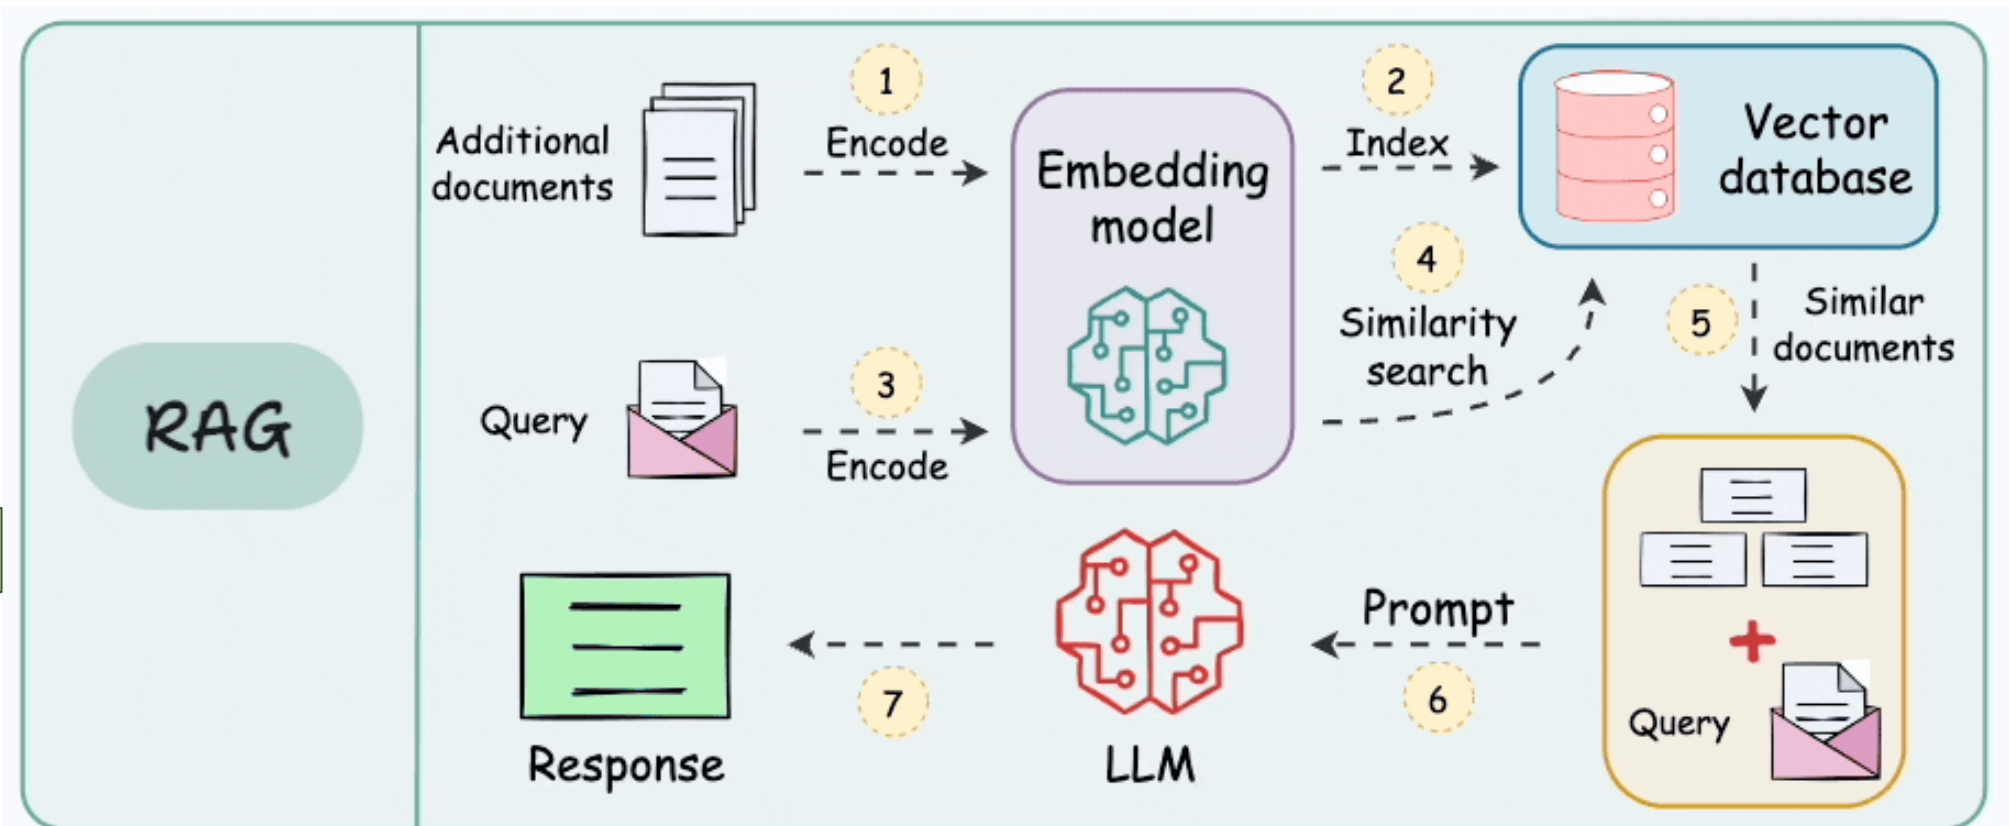 RAG
Additional
documents
1
Encode
Embedding
model
2
Index
Vector
database
Query
3
Encode
4
Similarity
search
5
Similar
documents
Query
Prompt
6
LLM
7
Response